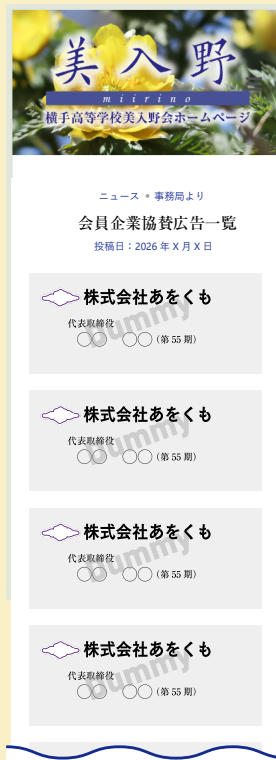 美入野
miirino
横手高等学校美入野会ホームページ
ニュース 事務局より
会員企業協賛広告一覧
投稿日：2026 年 X 月 X 日
株式会社あをくも
代表取締役
◯◯ ◯◯ (第 55 期)
Dummy
株式会社あをくも
代表取締役
◯◯ ◯◯ (第 55 期)
Dummy
株式会社あをくも
代表取締役
◯◯ ◯◯ (第 55 期)
Dummy
株式会社あをくも
代表取締役
◯◯ ◯◯ (第 55 期)
Dummy